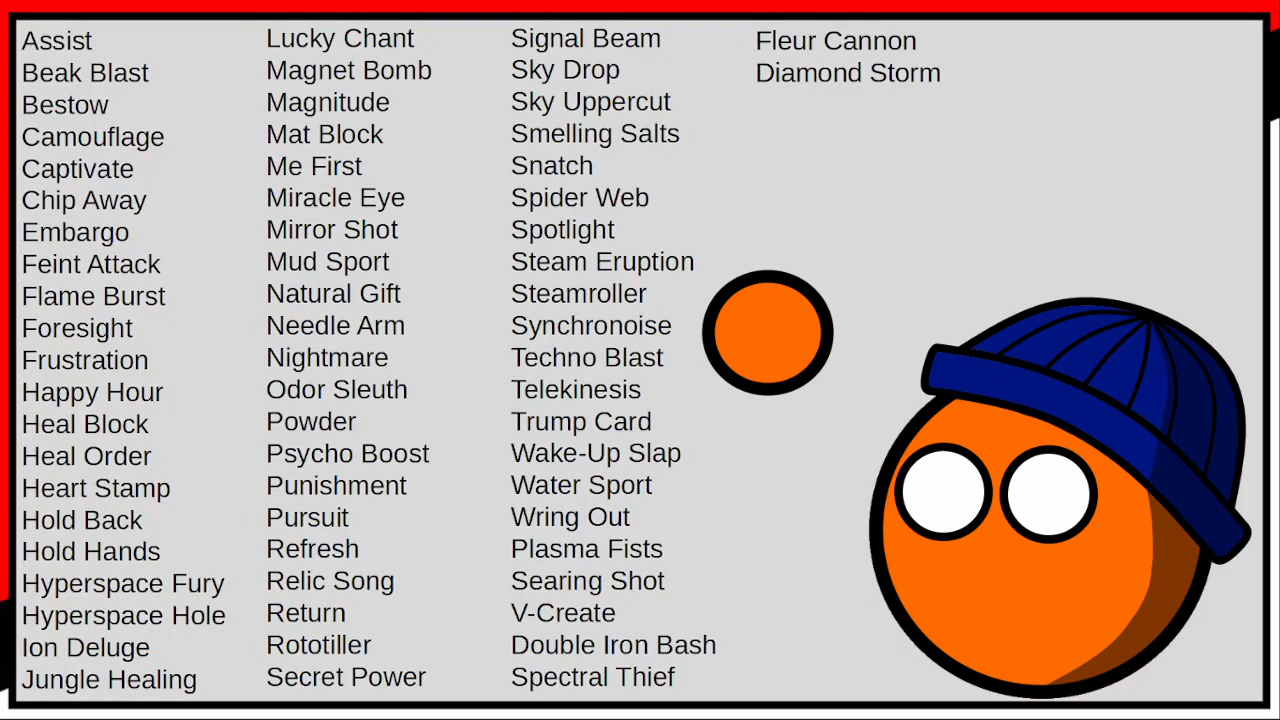 Assist
Beak Blast
Bestow
Camouflage
Captivate
Chip Away
Embargo
Feint Attack
Flame Burst
Foresight
Frustration
Happy Hour
Heal Block
Heal Order
Heart Stamp
Hold Back
Hold Hands
Hyperspace Fury
Hyperspace Hole
Ion Deluge
Jungle Healing
Lucky Chant
Magnet Bomb
Magnitude
Mat Block
Me First
Miracle Eye
Mirror Shot
Mud Sport
Natural Gift
Needle Arm
Nightmare
Odor Sleuth
Powder
Psycho Boost
Punishment
Pursuit
Refresh
Relic Song
Return
Rototiller
Secret Power
Signal Beam
Sky Drop
Sky Uppercut
Smelling Salts
Snatch
Spider Web
Spotlight
Steam Eruption
Steamroller
Synchronoise
Techno Blast
Telekinesis
Trump Card
Wake-Up Slap
Water Sport
Wring Out
Plasma Fists
Searing Shot
V-Create
Double Iron Bash
Spectral Thief
Fleur Cannon
Diamond Storm